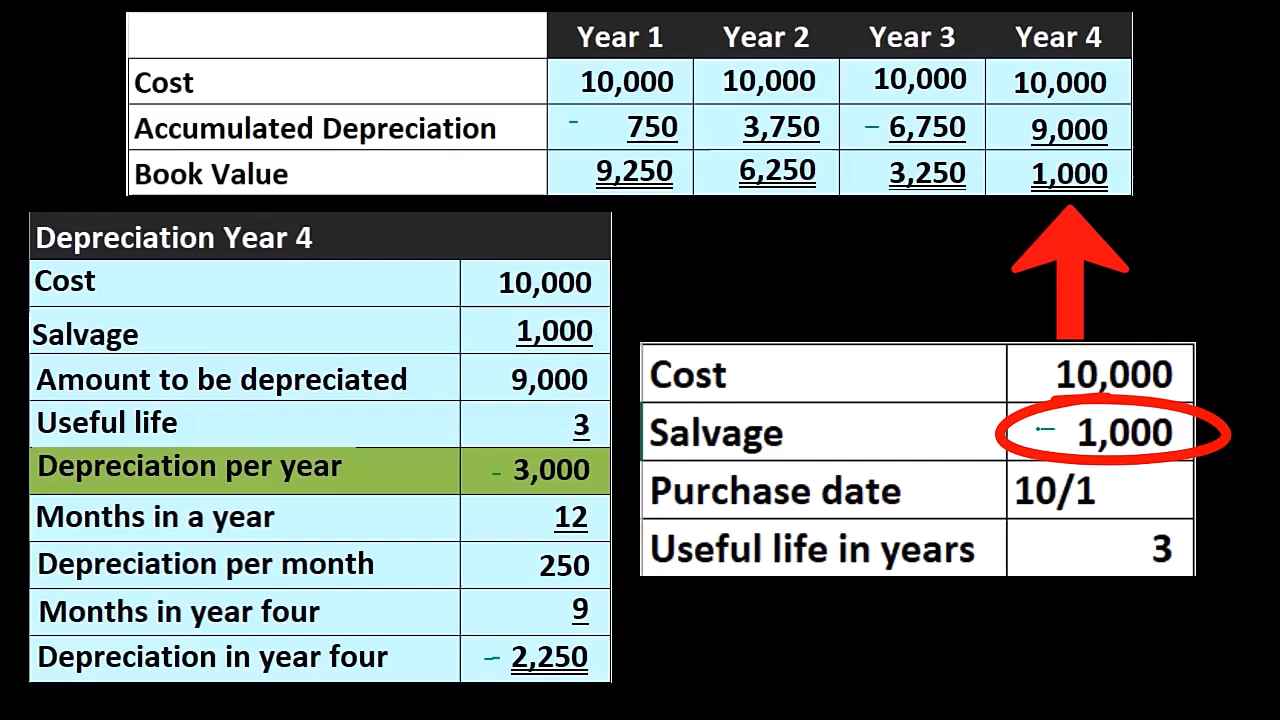 Year 1 Year 2 Year 3 Year 4
Cost 10,000 10,000 10,000 10,000
Accumulated Depreciation - 750 3,750 - 6,750 9,000
Book Value 9,250 6,250 3,250 1,000
Depreciation Year 4
Cost 10,000
Salvage 1,000
Amount to be depreciated 9,000
Useful life 3
Depreciation per year - 3,000
Months in a year 12
Depreciation per month 250
Months in year four 9
Depreciation in year four - 2,250
Cost 10,000
Salvage - 1,000
Purchase date 10/1
Useful life in years 3